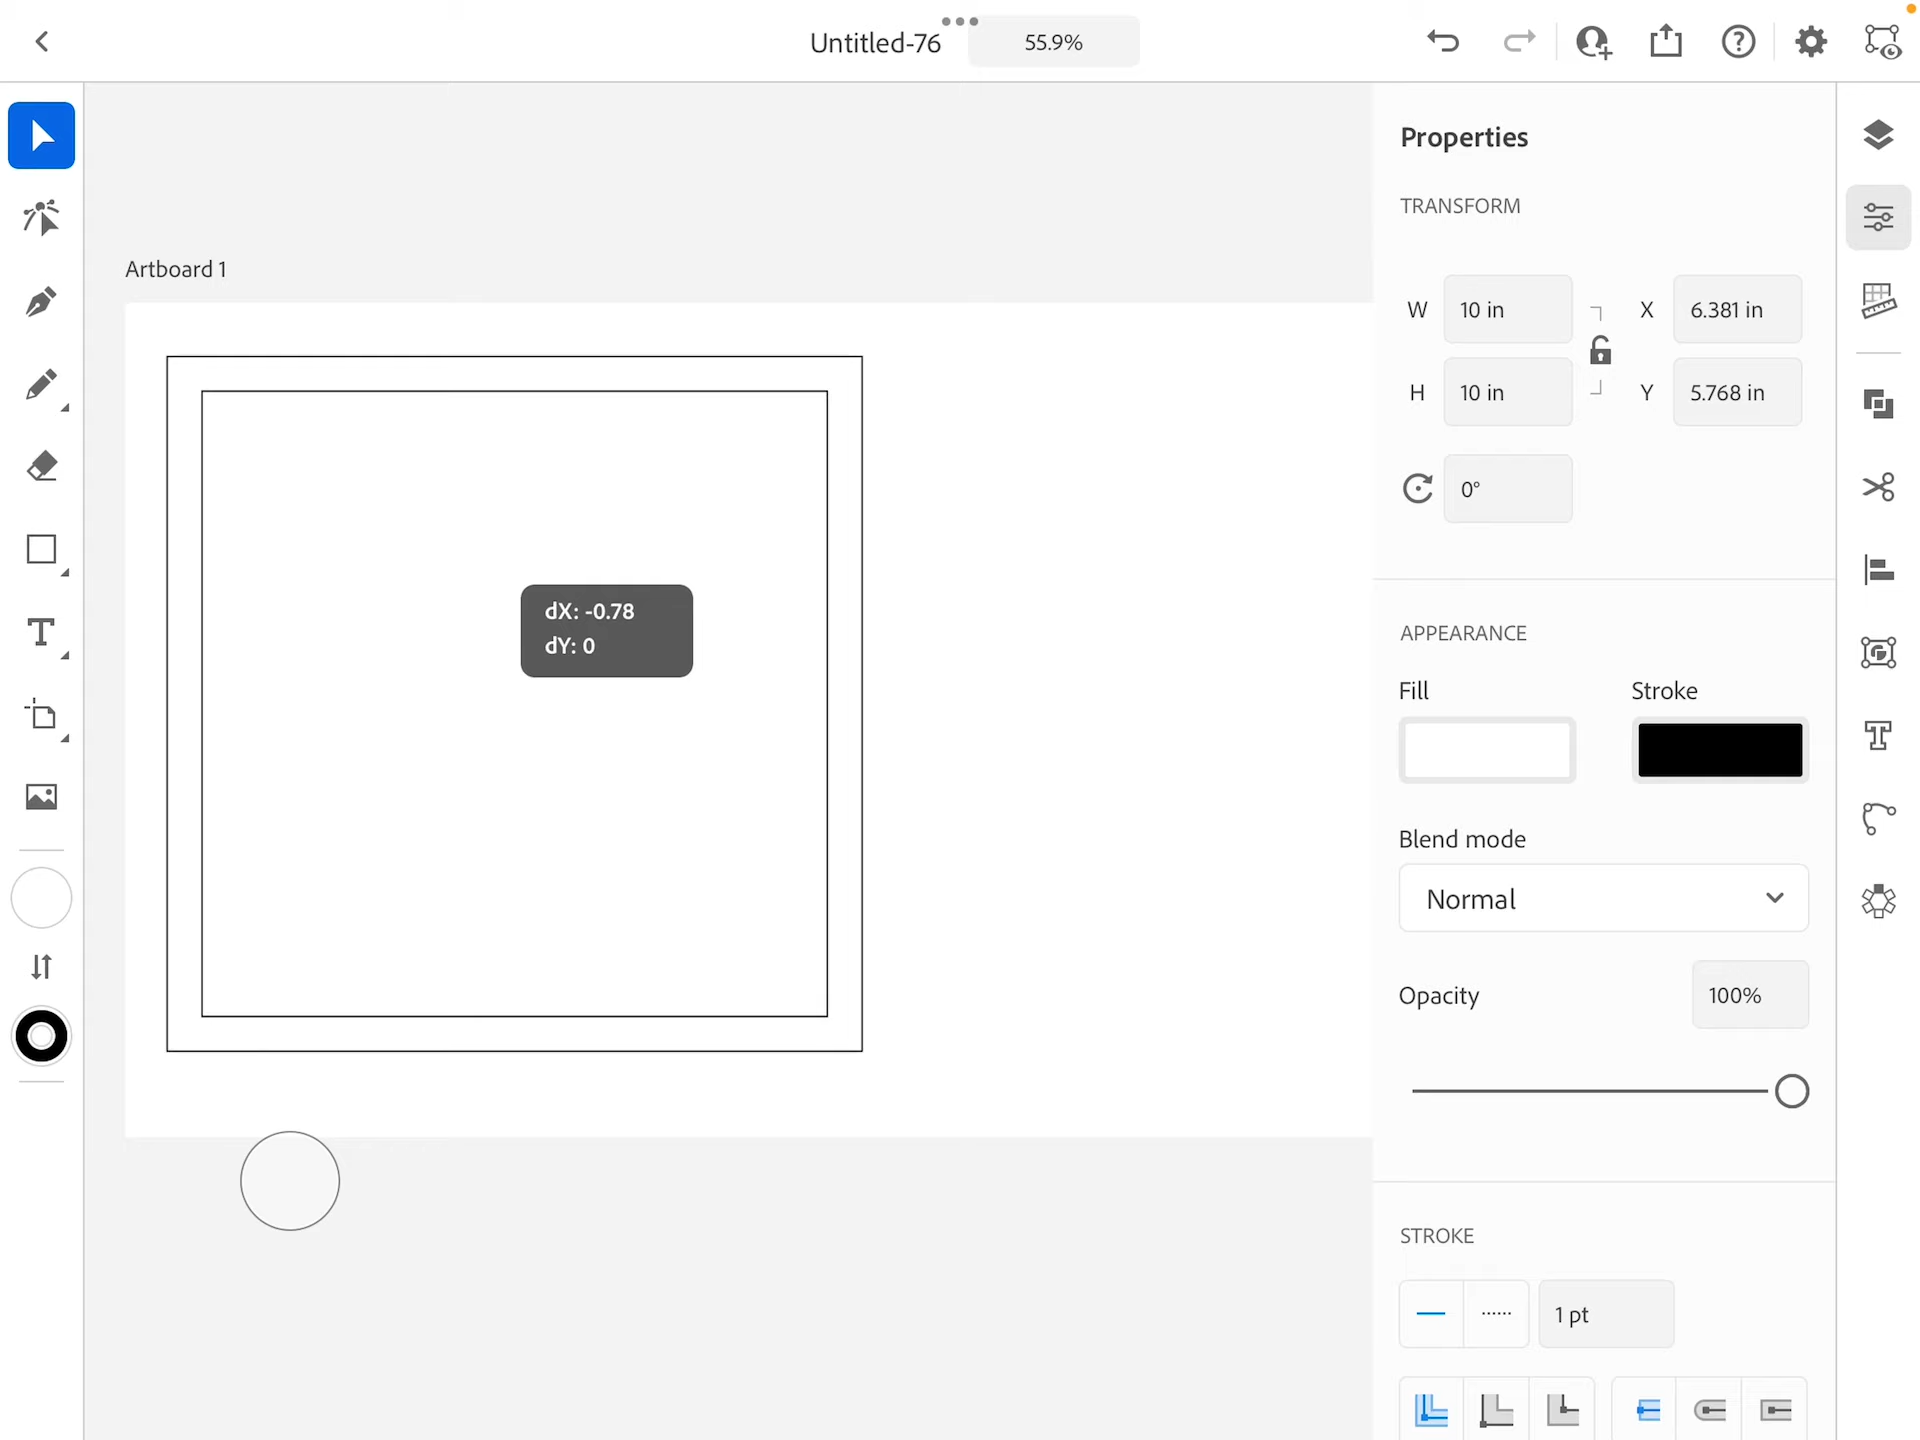 Untitled-76
55.9%
Artboard 1
dX: -0.78
dY: 0
Properties
TRANSFORM
W 10 in X 6.381 in
H 10 in Y 5.768 in
0°
APPEARANCE
Fill Stroke
Blend mode
Normal
Opacity 100%
STROKE
1 pt